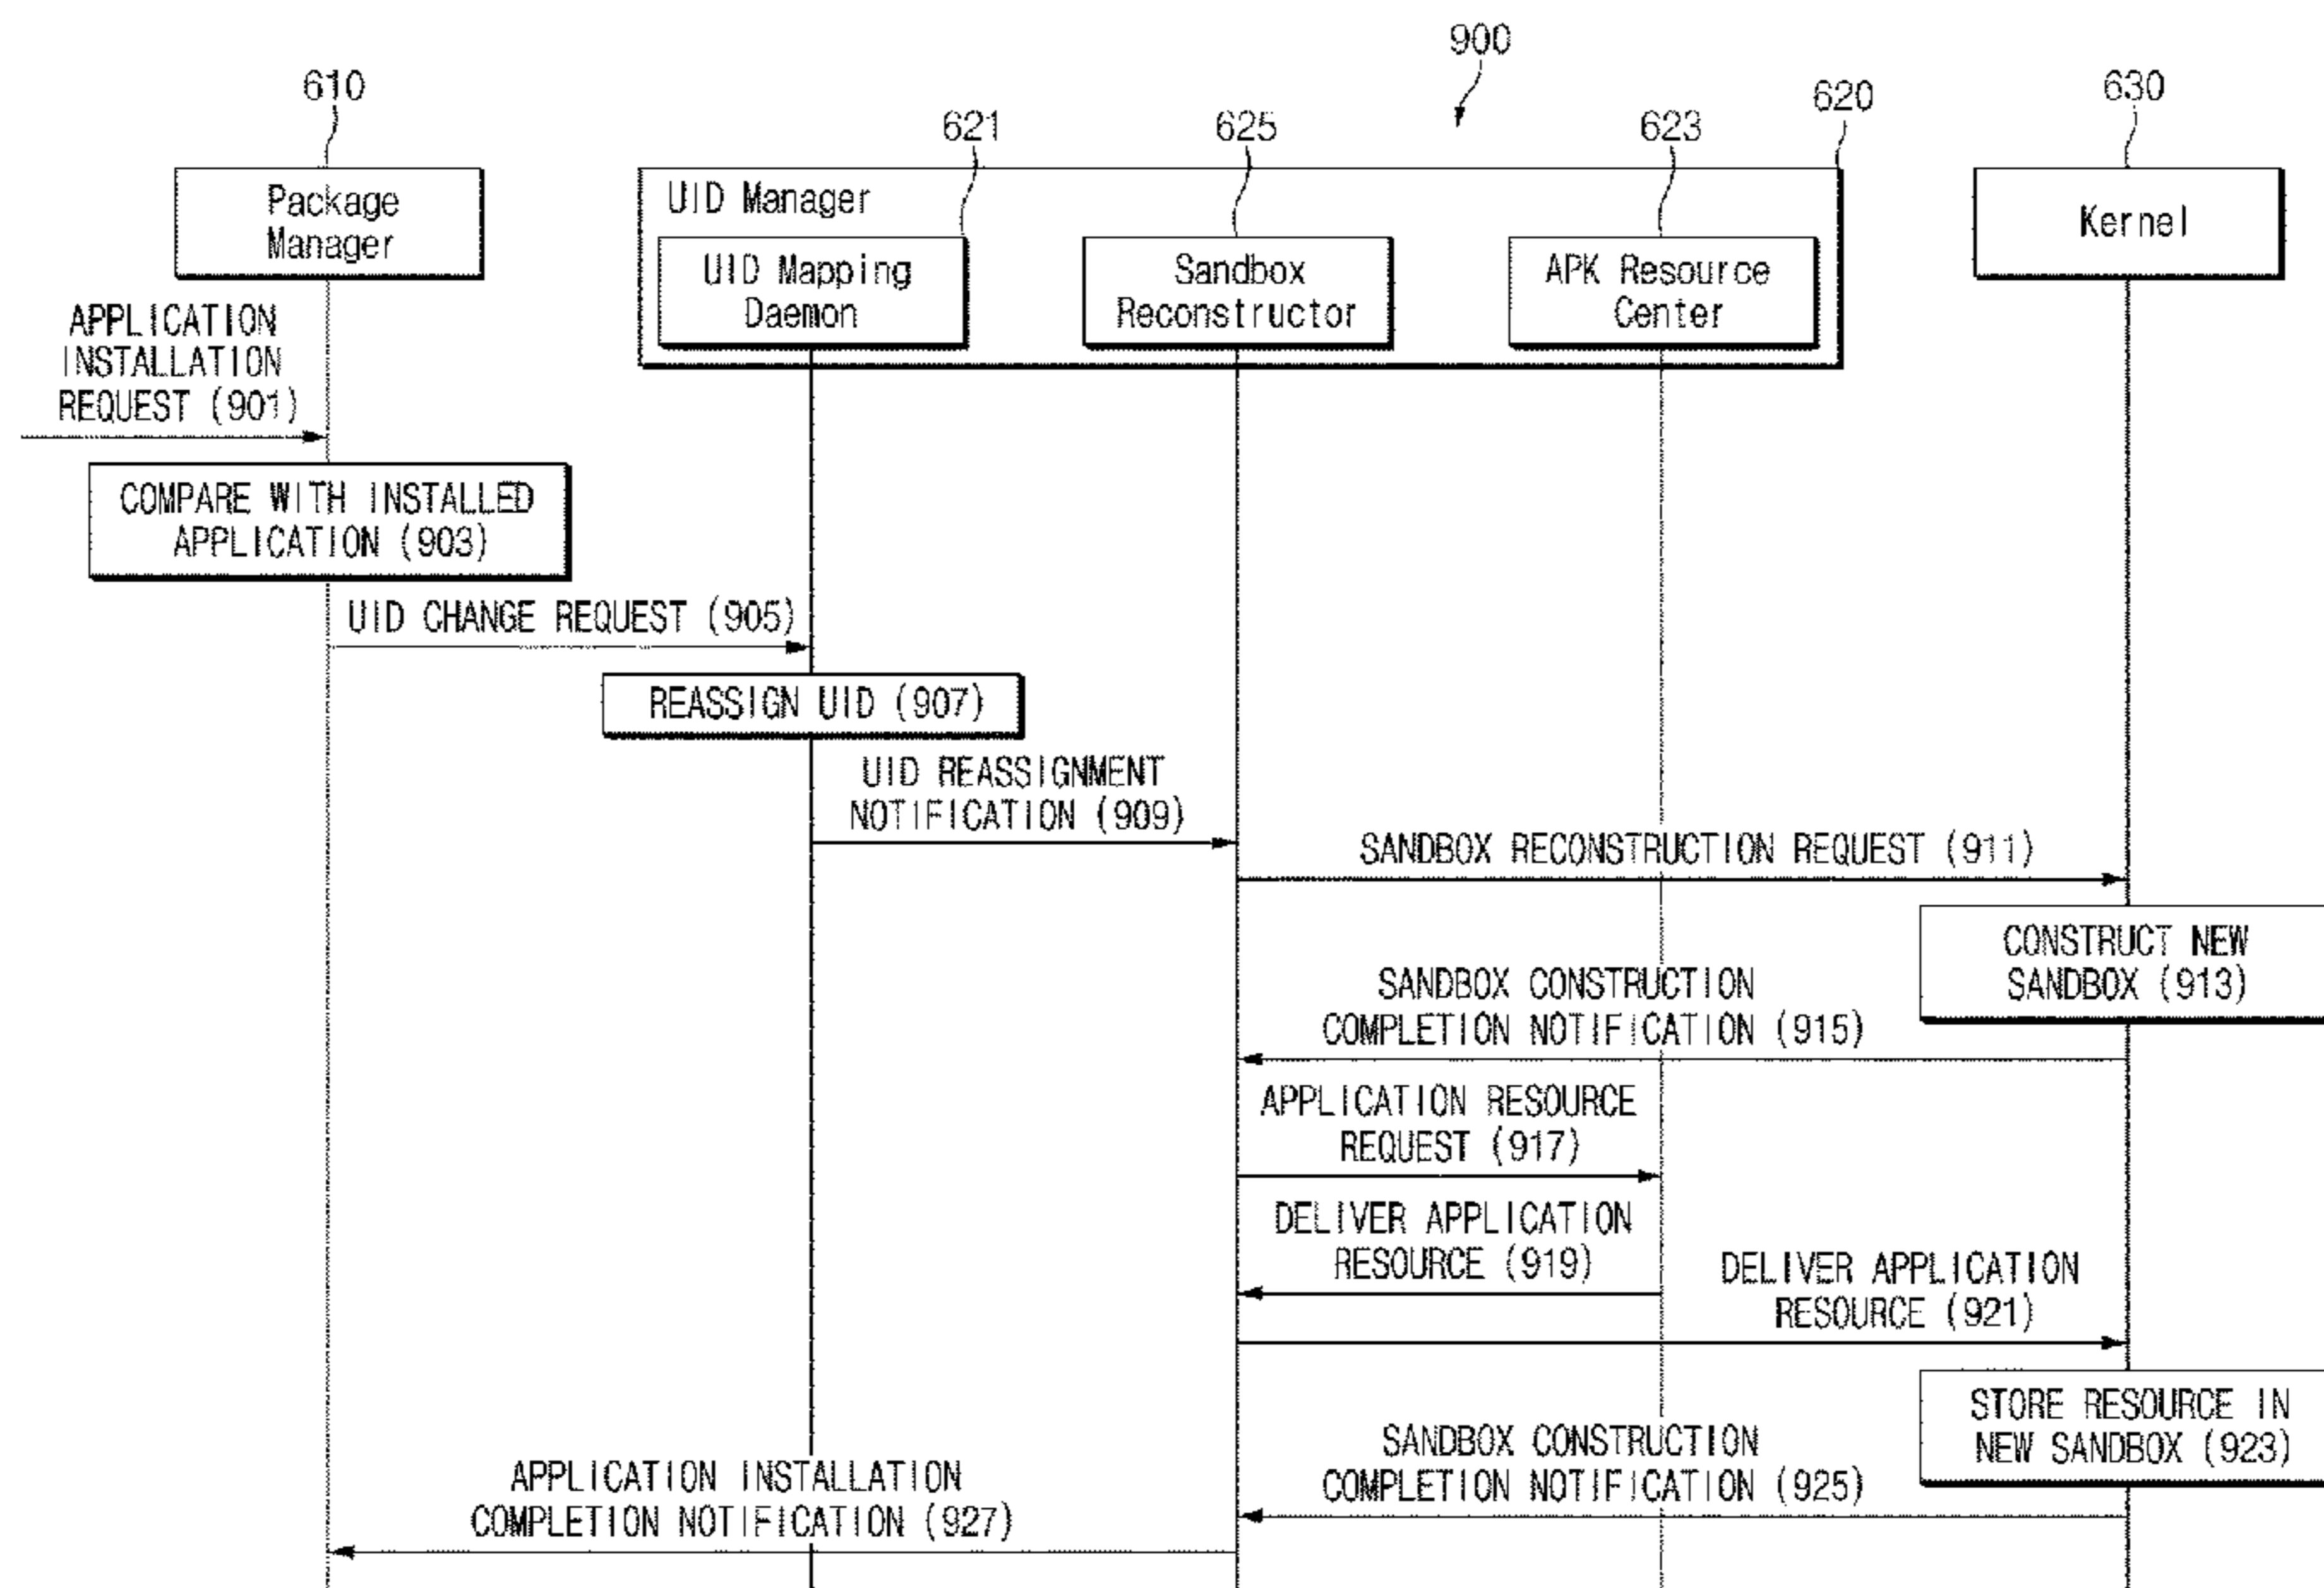 900
610
621
625
623
620
630
Package
Manager
UID Manager
UID Mapping
Daemon
Sandbox
Reconstructor
APK Resource
Center
Kernel
APPLICATION
INSTALLATION
REQUEST (901)
COMPARE WITH INSTALLED
APPLICATION (903)
UID CHANGE REQUEST (905)
REASSIGN UID (907)
UID REASSIGNMENT
NOTIFICATION (909)
SANDBOX RECONSTRUCTION REQUEST (911)
CONSTRUCT NEW
SANDBOX (913)
SANDBOX CONSTRUCTION
COMPLETION NOTIFICATION (915)
APPLICATION RESOURCE
REQUEST (917)
DELIVER APPLICATION
RESOURCE (919)
DELIVER APPLICATION
RESOURCE (921)
STORE RESOURCE IN
NEW SANDBOX (923)
SANDBOX CONSTRUCTION
COMPLETION NOTIFICATION (925)
APPLICATION INSTALLATION
COMPLETION NOTIFICATION (927)